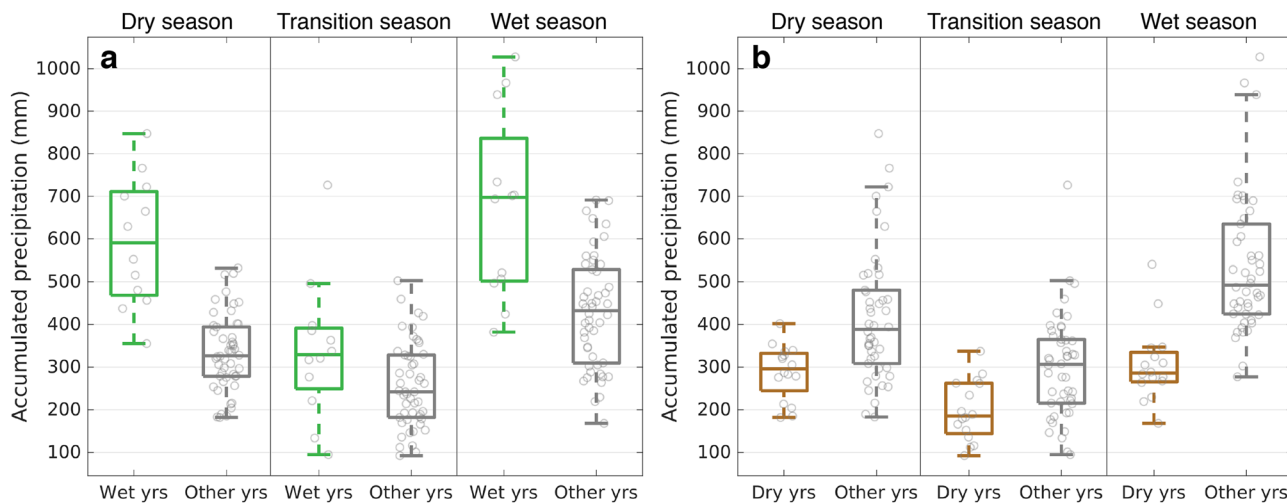 Dry season Transition season Wet season
a
Accumulated precipitation (mm)
1000
900
800
700
600
500
400
300
200
100
Wet yrs Other yrs Wet yrs Other yrs Wet yrs Other yrs
Dry season Transition season Wet season
b
Accumulated precipitation (mm)
1000
900
800
700
600
500
400
300
200
100
Dry yrs Other yrs Dry yrs Other yrs Dry yrs Other yrs